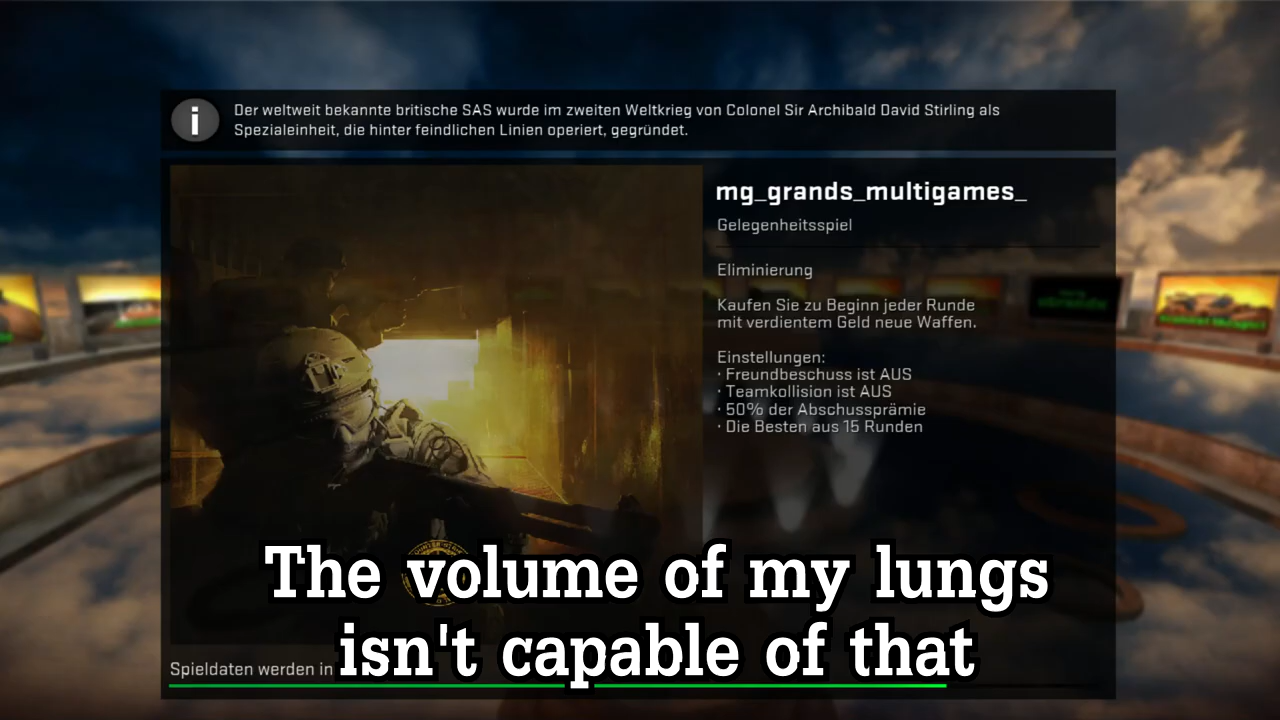 Der weltweit bekannte britische SAS wurde im zweiten Weltkrieg von Colonel Sir Archibald David Stirling als
Spezialeinheit, die hinter feindlichen Linien operiert, gegründet.
mg_grands_multigames_
Gelegenheitsspiel
Eliminierung
Kaufen Sie zu Beginn jeder Runde
mit verdientem Geld neue Waffen.
Einstellungen:
· Freundbeschuss ist AUS
· Teamkollision ist AUS
· 50% der Abschussprämie
· Die Besten aus 15 Runden
The volume of my lungs
isn't capable of that
Spieldaten werden in